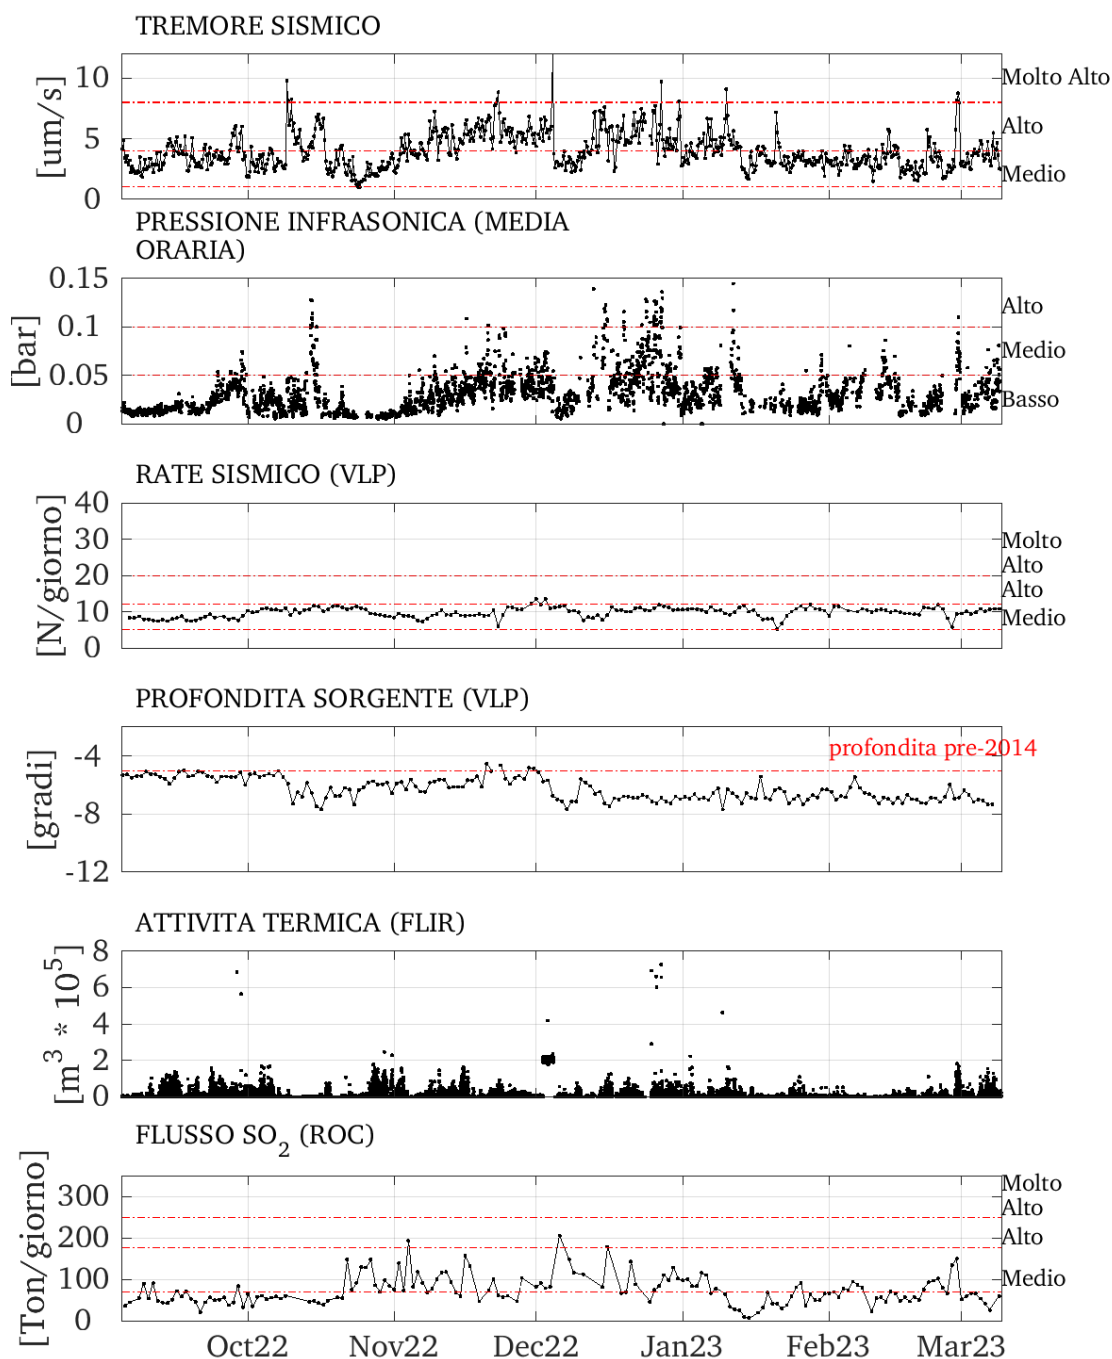 TREMORE SISMICO
[um/s]
10
5
0
Molto Alto
Alto
Medio
PRESSIONE INFRASONICA (MEDIA
ORARIA)
[bar]
0.15
0.1
0.05
0
Alto
Medio
Basso
RATE SISMICO (VLP)
[N/giorno]
40
30
20
10
0
Molto
Alto
Alto
Medio
PROFONDITA SORGENTE (VLP)
[gradi]
-4
-8
-12
profondita pre-2014
ATTIVITA TERMICA (FLIR)
[m³ * 10⁵]
8
6
4
2
0
FLUSSO SO₂ (ROC)
[Ton/giorno]
300
200
100
0
Molto
Alto
Alto
Medio
Oct22 Nov22 Dec22 Jan23 Feb23 Mar23